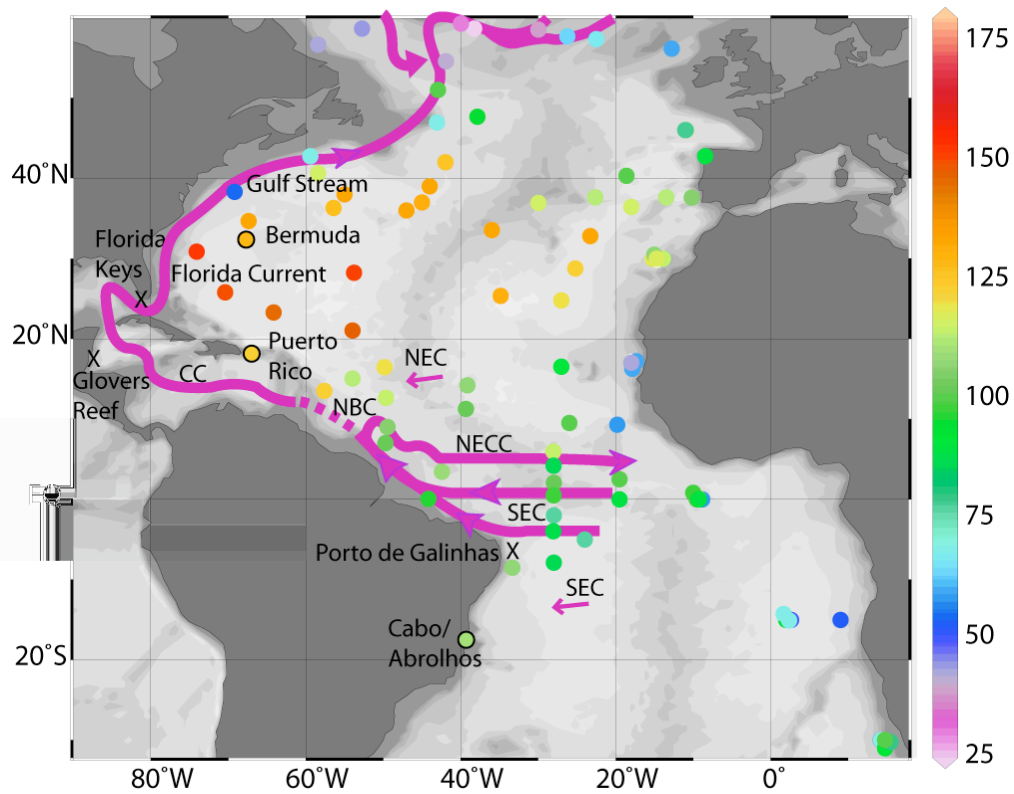 175
150
40°N
Gulf Stream
Florida
Keys
Bermuda
X
Florida Current
125
20°N
Puerto
Rico
NEC
X
Glovers
Reef
CC
NBC
100
NECC
SEC
75
Porto de Galinhas X
SEC
Cabo/
Abrolhos
50
20°S
25
80°W
60°W
40°W
20°W
0°